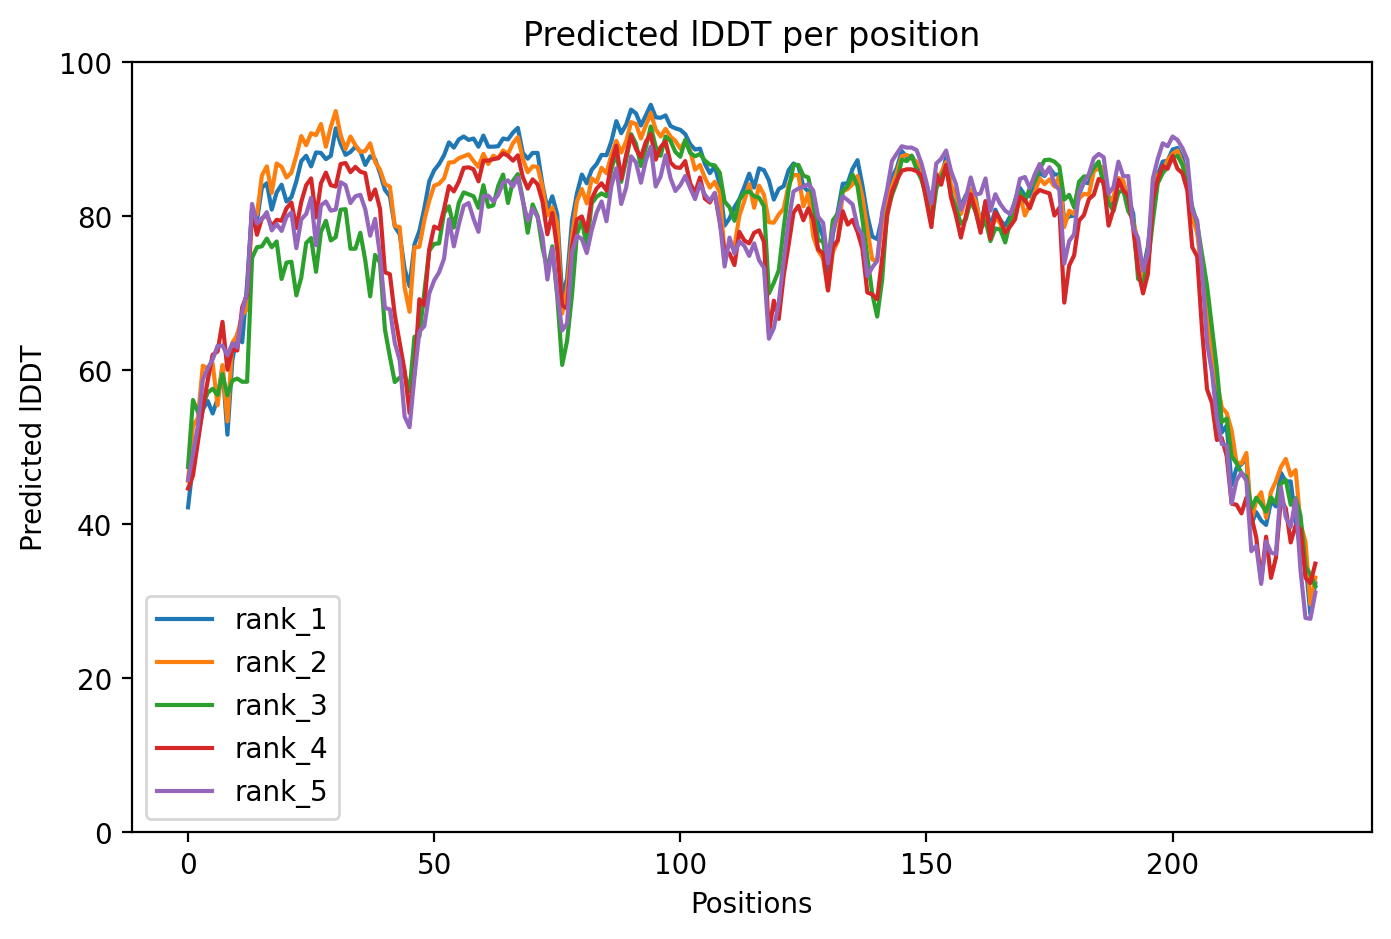 Predicted lDDT per position
100
80
60
40
20
0
Predicted lDDT
rank_1
rank_2
rank_3
rank_4
rank_5
0 50 100 150 200
Positions